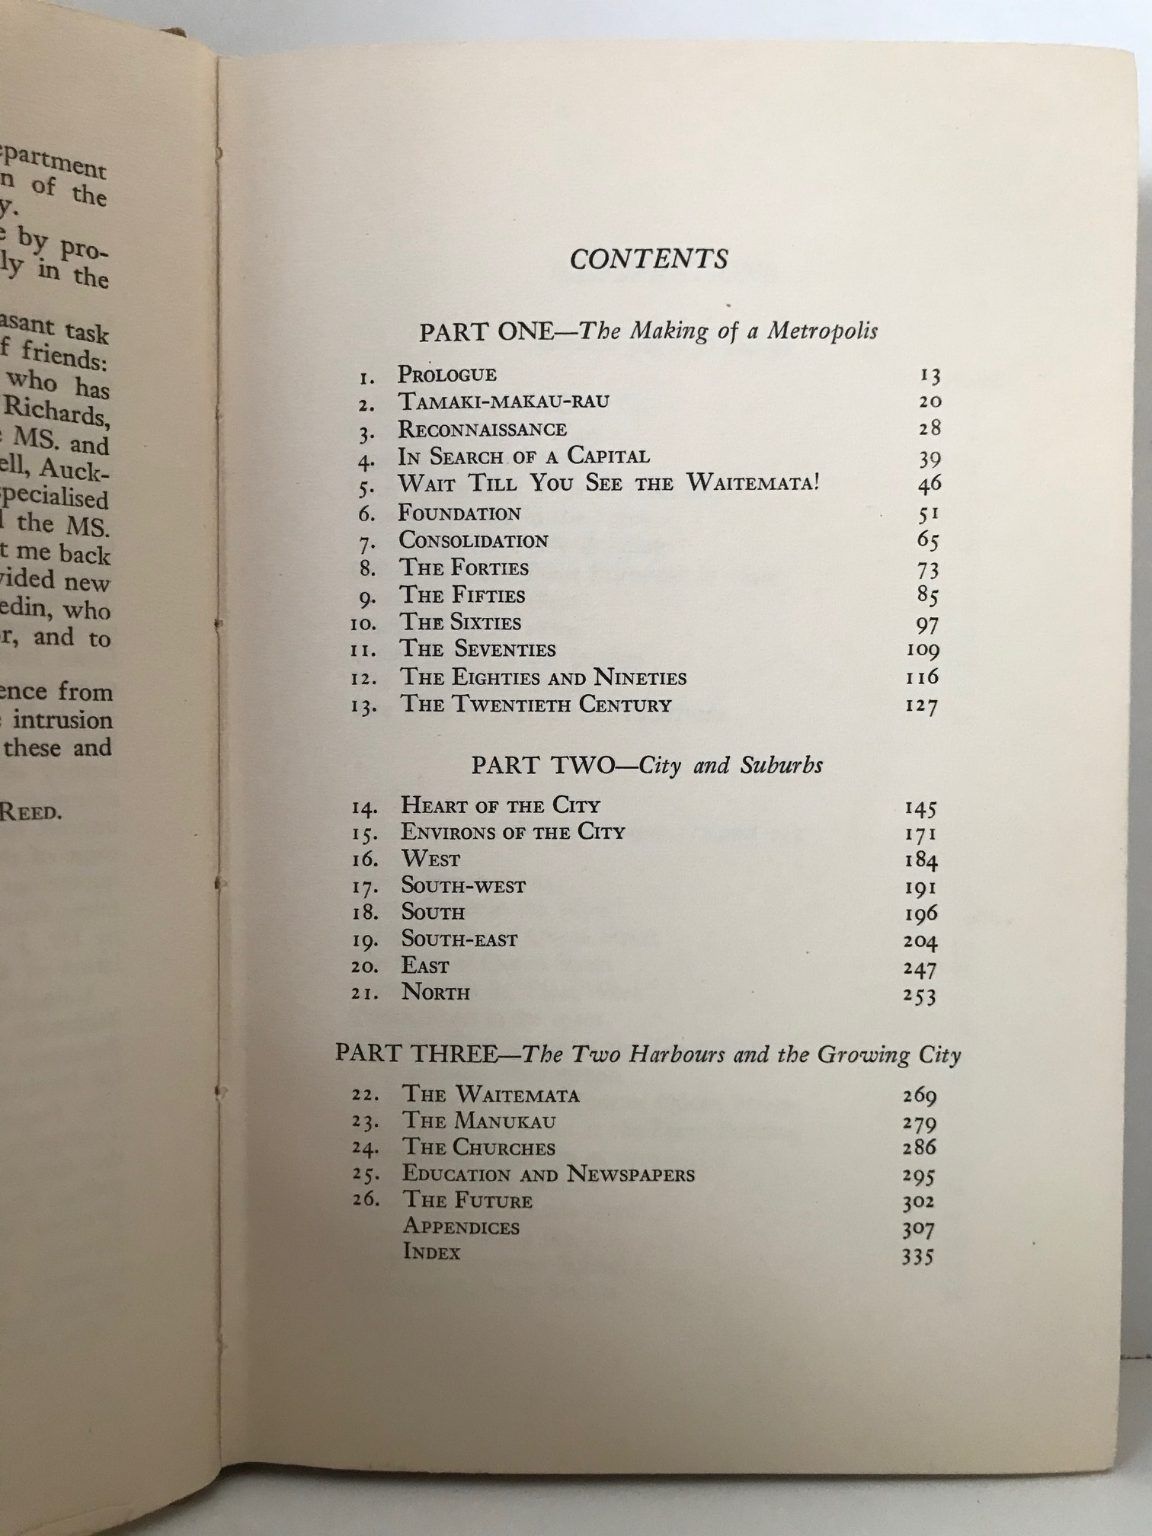 epartment
n of the
y.
e by pro-
ly in the
asant task
f friends:
who has
Richards,
e MS. and
ell, Auck-
specialised
d the MS.
t me back
vided new
edin, who
r, and to
ence from
e intrusion
these and
REED.
CONTENTS
PART ONE—The Making of a Metropolis
1. PROLOGUE 13
2. TAMAKI-MAKAU-RAU 20
3. RECONNAISSANCE 28
4. IN SEARCH OF A CAPITAL 39
5. WAIT TILL YOU SEE THE WAITEMATA! 46
6. FOUNDATION 51
7. CONSOLIDATION 65
8. THE FORTIES 73
9. THE FIFTIES 85
10. THE SIXTIES 97
11. THE SEVENTIES 109
12. THE EIGHTIES AND NINETIES 116
13. THE TWENTIETH CENTURY 127
PART TWO—City and Suburbs
14. HEART OF THE CITY 145
15. ENVIRONS OF THE CITY 171
16. WEST 184
17. SOUTH-WEST 191
18. SOUTH 196
19. SOUTH-EAST 204
20. EAST 247
21. NORTH 253
PART THREE—The Two Harbours and the Growing City
22. THE WAITEMATA 269
23. THE MANUKAU 279
24. THE CHURCHES 286
25. EDUCATION AND NEWSPAPERS 295
26. THE FUTURE 302
APPENDICES 307
INDEX 335